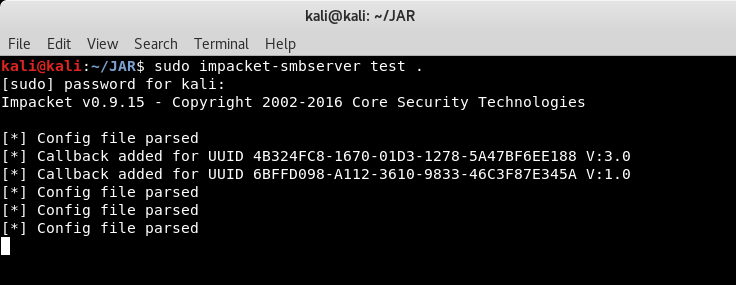 kali@kali: ~/JAR
File Edit View Search Terminal Help
kali@kali:~/JAR$ sudo impacket-smbserver test .
[sudo] password for kali:
Impacket v0.9.15 - Copyright 2002-2016 Core Security Technologies
[*] Config file parsed
[*] Callback added for UUID 4B324FC8-1670-01D3-1278-5A47BF6EE188 V:3.0
[*] Callback added for UUID 6BFFD098-A112-3610-9833-46C3F87E345A V:1.0
[*] Config file parsed
[*] Config file parsed
[*] Config file parsed